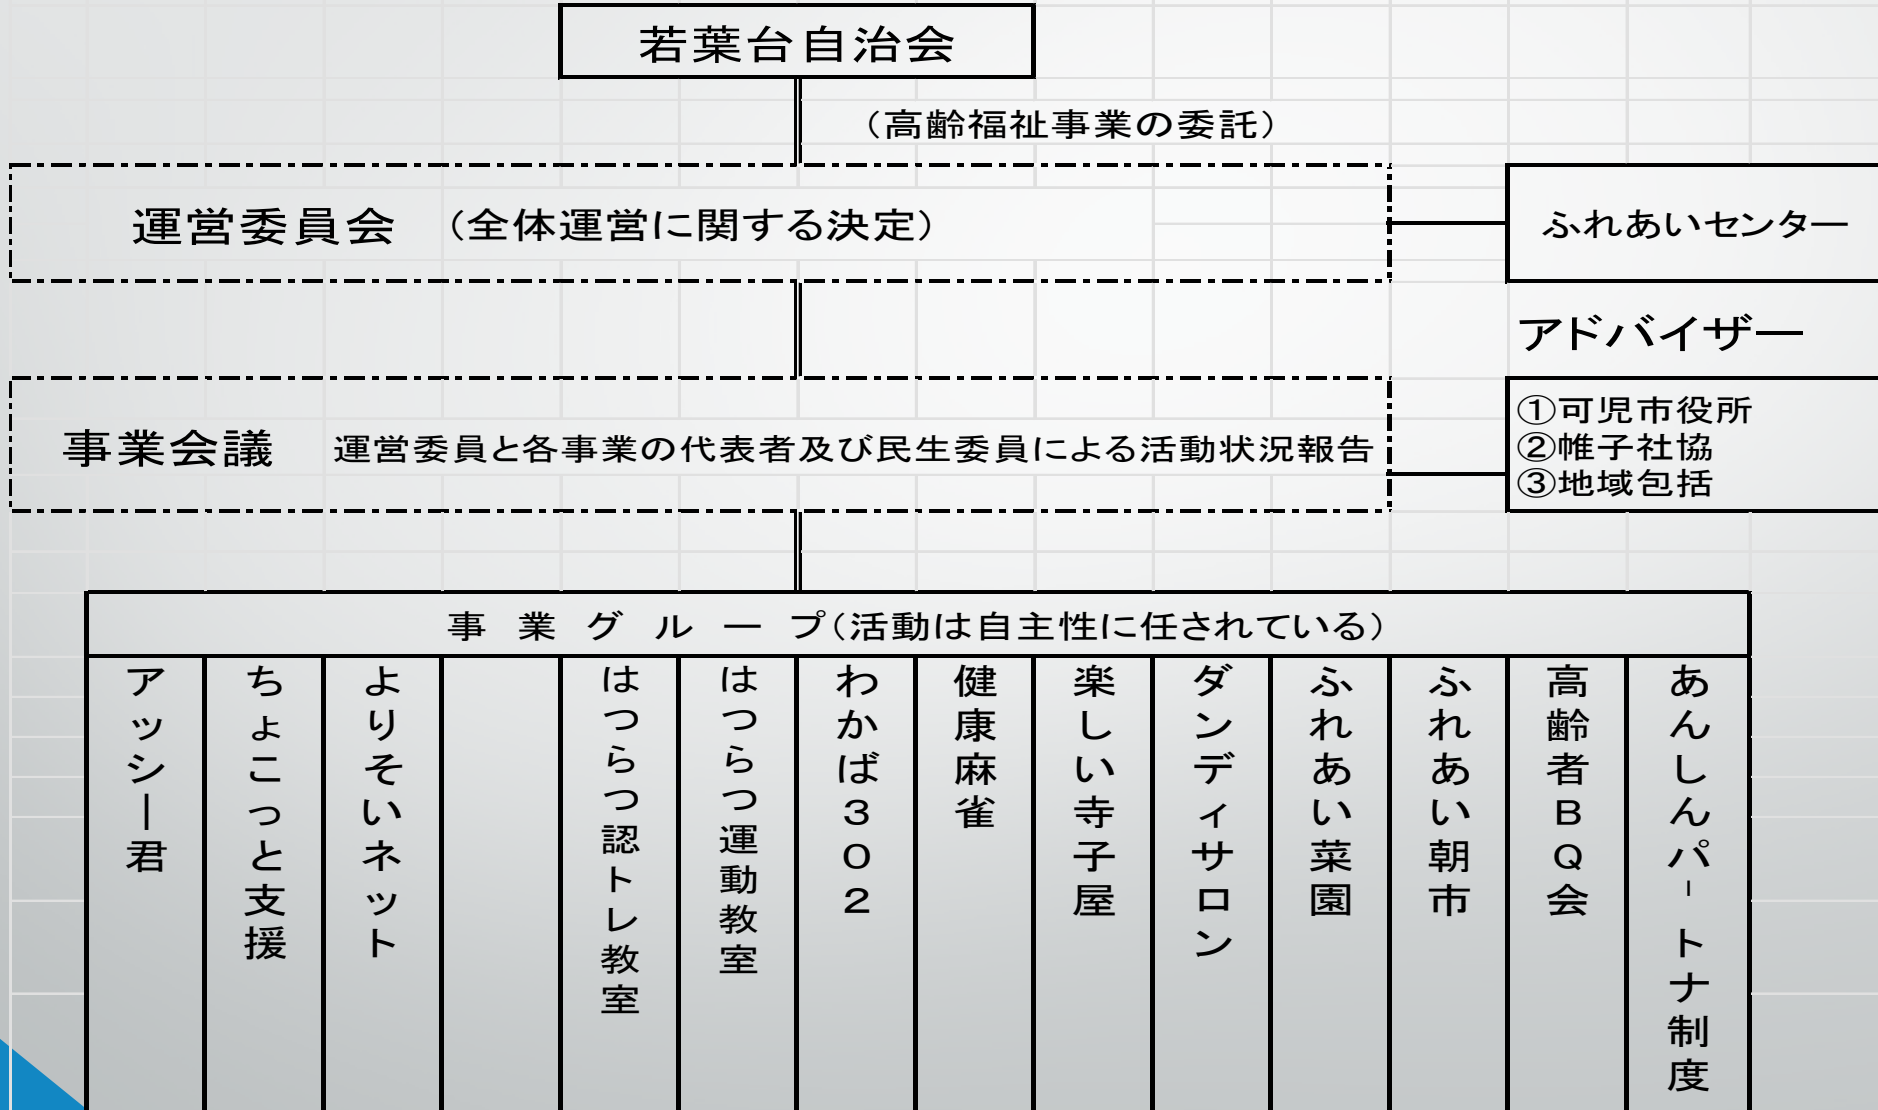 若葉台自治会
（高齢福祉事業の委託）
運営委員会　（全体運営に関する決定）
ふれあいセンター
アドバイザー
事業会議　運営委員と各事業の代表者及び民生委員による活動状況報告
①可児市役所
②帷子社協
③地域包括
事　業　グ　ル　ー　プ（活動は自主性に任されている）
アッシー君
ちょこっと支援
よりそいネット
はつらつ認トレ教室
はつらつ運動教室
わかば３０２
健康麻雀
楽しい寺子屋
ダンディサロン
ふれあい菜園
ふれあい朝市
高齢者ＢＱ会
あんしんパートナ制度